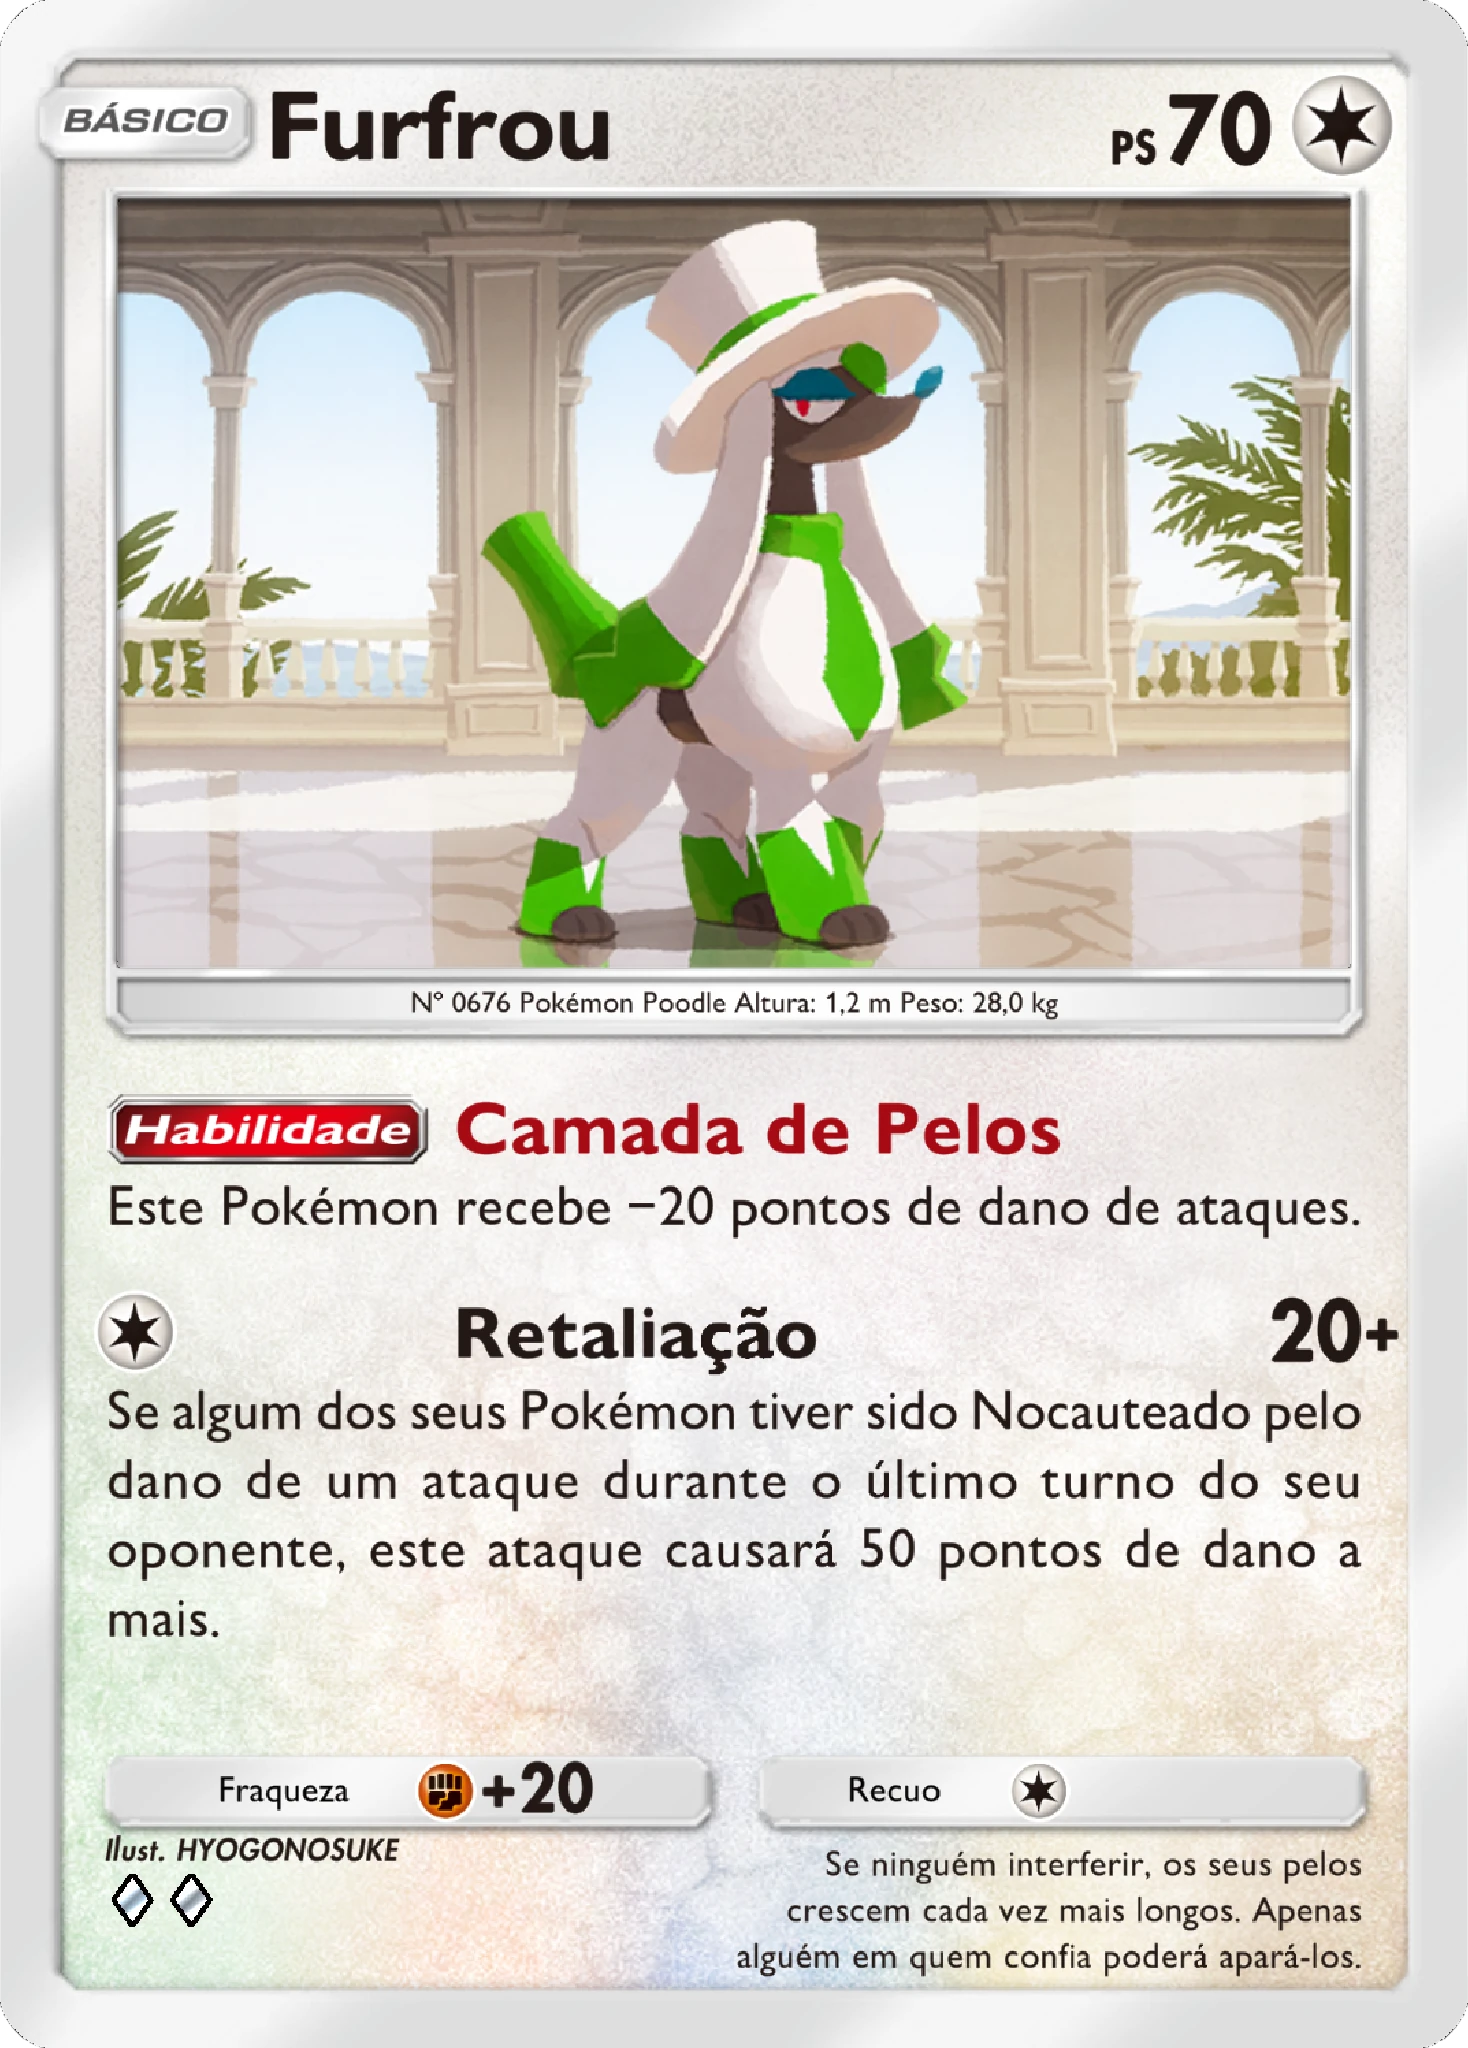 BÁSICO Furfrou PS 70
Nº 0676 Pokémon Poodle Altura: 1,2 m Peso: 28,0 kg
Habilidade Camada de Pelos
Este Pokémon recebe −20 pontos de dano de ataques.
Retaliação 20+
Se algum dos seus Pokémon tiver sido Nocauteado pelo
dano de um ataque durante o último turno do seu
oponente, este ataque causará 50 pontos de dano a
mais.
Fraqueza +20 Recuo
Ilust. HYOGONOSUKE
Se ninguém interferir, os seus pelos
crescem cada vez mais longos. Apenas
alguém em quem confia poderá apará-los.